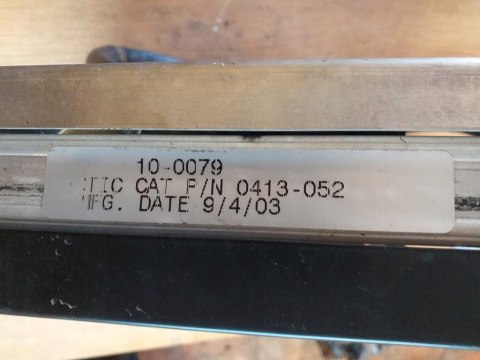 10-0079
TIC CAT P/N 0413-052
MFG. DATE 9/4/03